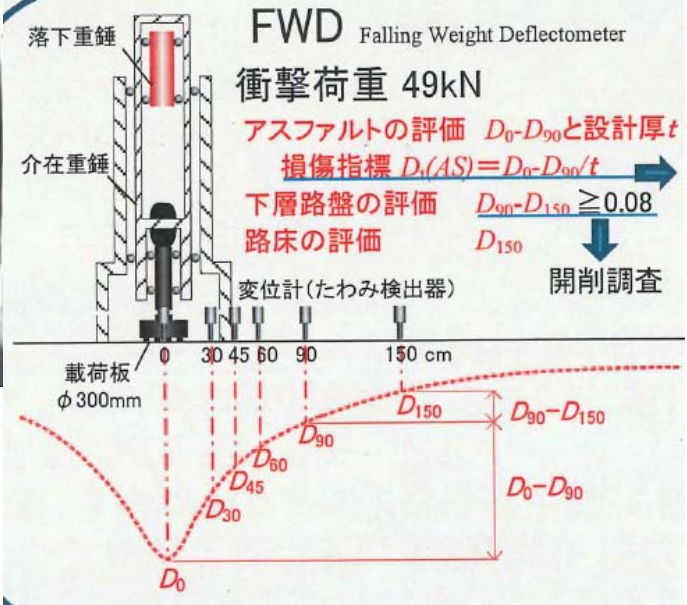 FWD Falling Weight Deflectometer
落下重錘
衝撃荷重 49kN
アスファルトの評価 D0-D90と設計厚t
介在重錘
損傷指標 Ds(AS)=D0-D90/t
下層路盤の評価 D90-D150 ≧0.08
路床の評価 D150
開削調査
変位計(たわみ検出器)
0 30 45 60 90 150 cm
載荷板
φ300mm
D150
D90-D150
D90
D60
D45
D0-D90
D30
D0